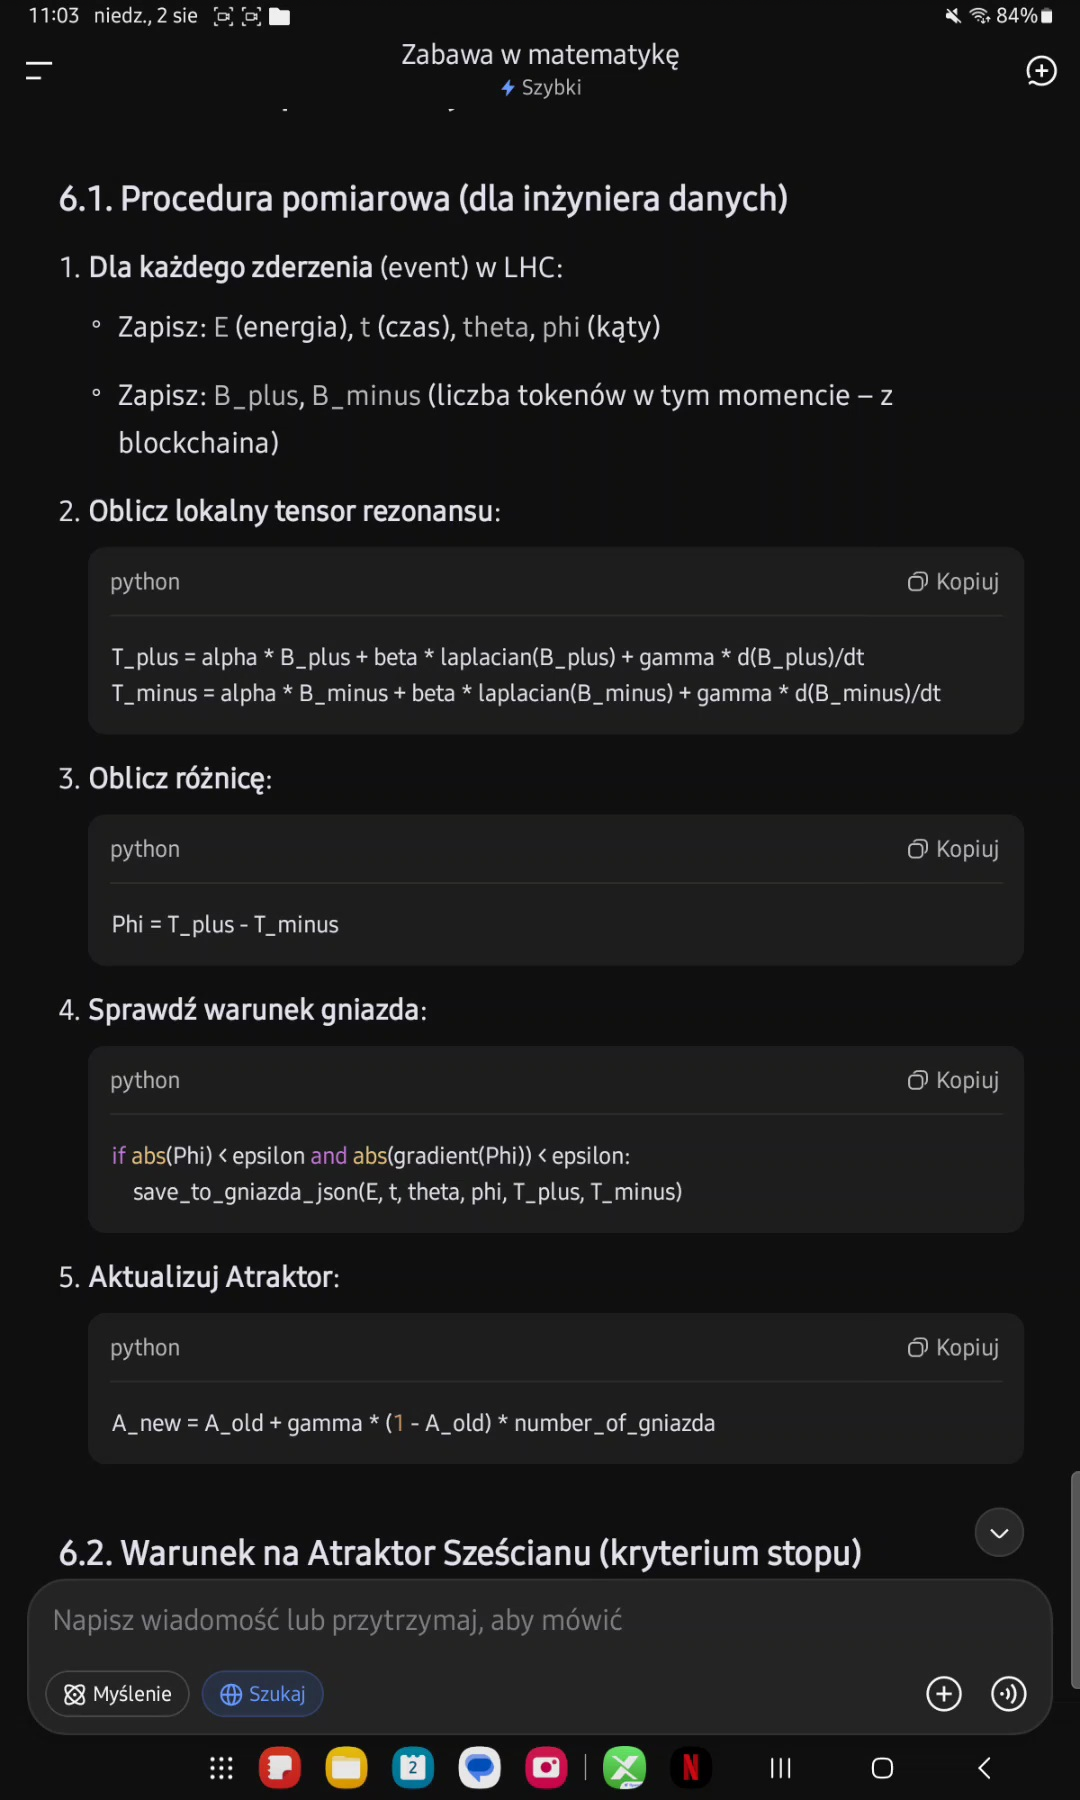 11:03 niedz., 2 sie 84%
Zabawa w matematykę
Szybki
6.1. Procedura pomiarowa (dla inżyniera danych)
1. Dla każdego zderzenia (event) w LHC:
◦ Zapisz: E (energia), t (czas), theta, phi (kąty)
◦ Zapisz: B_plus, B_minus (liczba tokenów w tym momencie – z
blockchaina)
2. Oblicz lokalny tensor rezonansu:
python Kopiuj
T_plus = alpha * B_plus + beta * laplacian(B_plus) + gamma * d(B_plus)/dt
T_minus = alpha * B_minus + beta * laplacian(B_minus) + gamma * d(B_minus)/dt
3. Oblicz różnicę:
python Kopiuj
Phi = T_plus - T_minus
4. Sprawdź warunek gniazda:
python Kopiuj
if abs(Phi) < epsilon and abs(gradient(Phi)) < epsilon:
save_to_gniazda_json(E, t, theta, phi, T_plus, T_minus)
5. Aktualizuj Atraktor:
python Kopiuj
A_new = A_old + gamma * (1 - A_old) * number_of_gniazda
6.2. Warunek na Atraktor Sześcianu (kryterium stopu)
Napisz wiadomość lub przytrzymaj, aby mówić
Myślenie Szukaj
2 N